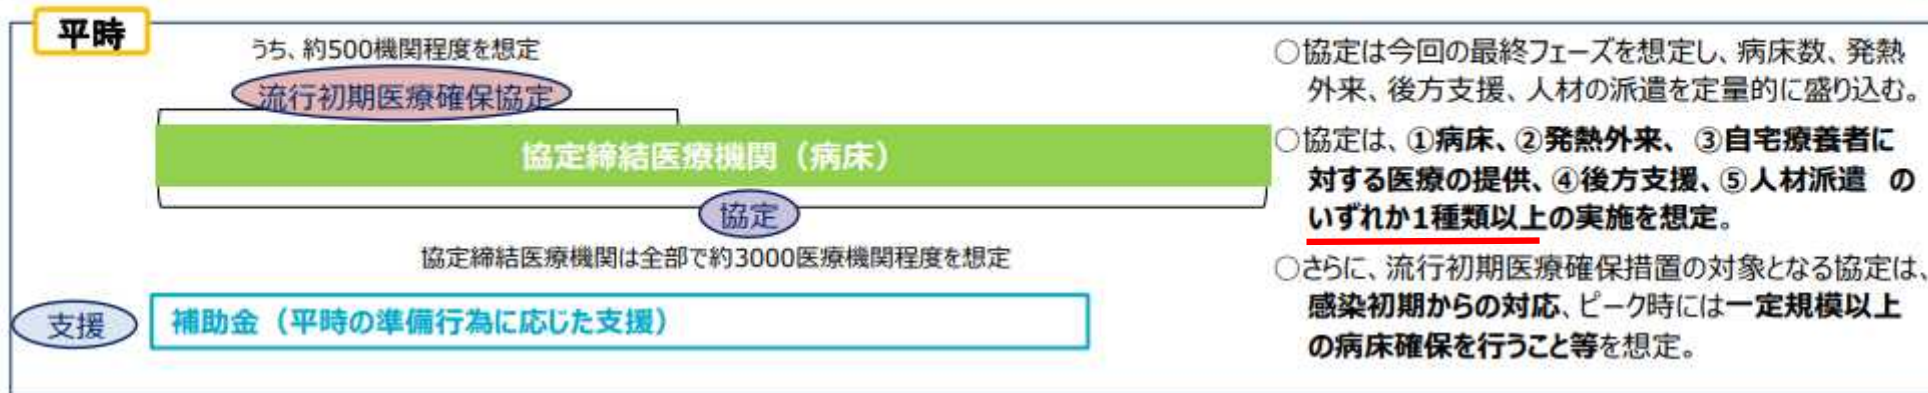 平時
うち、約500機関程度を想定
流行初期医療確保協定
協定締結医療機関（病床）
協定
協定締結医療機関は全部で約3000医療機関程度を想定
支援
補助金（平時の準備行為に応じた支援）
○協定は今回の最終フェーズを想定し、病床数、発熱
外来、後方支援、人材の派遣を定量的に盛り込む。
○協定は、①病床、②発熱外来、③自宅療養者に
対する医療の提供、④後方支援、⑤人材派遣 の
いずれか1種類以上の実施を想定。
○さらに、流行初期医療確保措置の対象となる協定は、
感染初期からの対応、ピーク時には一定規模以上
の病床確保を行うこと等を想定。